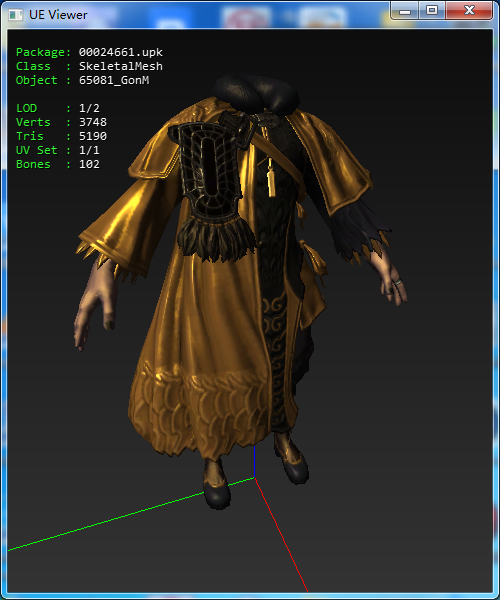 UE Viewer
Package: 00024661.upk
Class : SkeletalMesh
Object : 65081_GonM
LOD : 1/2
Verts : 3748
Tris : 5190
UV Set : 1/1
Bones : 102